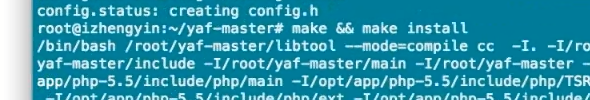 config.status: creating config.h
root@izhengyin:~/yaf-master# make && make install
/bin/bash /root/yaf-master/libtool --mode=compile cc  -I. -I/ro
yaf-master/include -I/root/yaf-master/main -I/root/yaf-master -
app/php-5.5/include/php/main -I/opt/app/php-5.5/include/php/TSR
-I/opt/app/php-5.5/include/php/ext -I/opt/app/php-5.5/include/